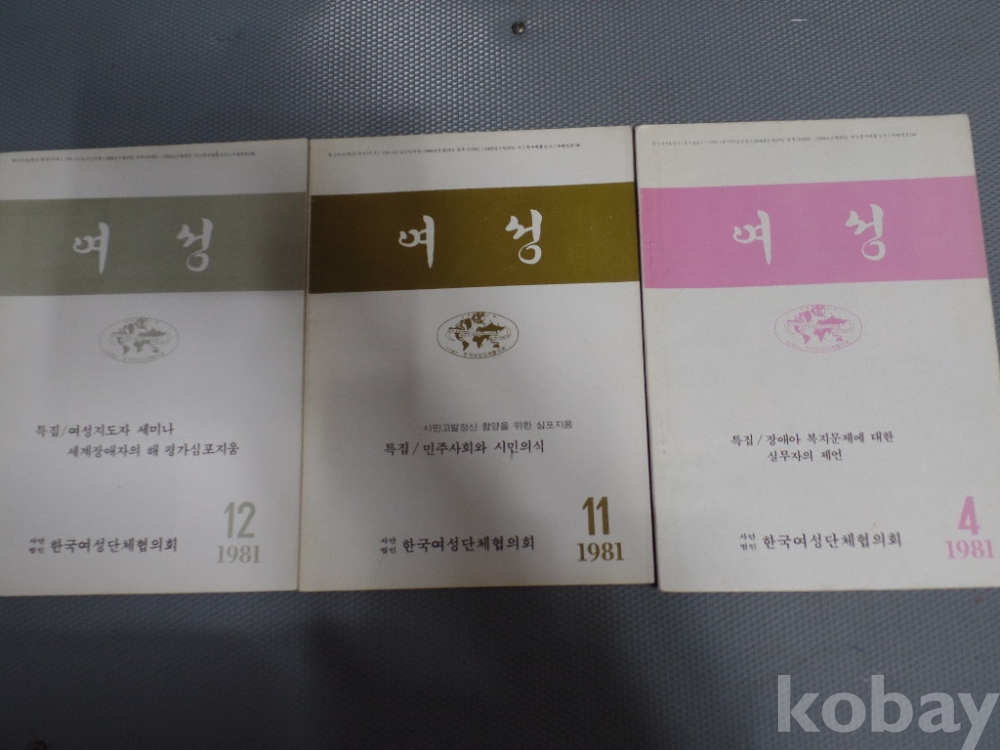 여성
특집/여성지도자 세미나
세계장애자의 해 평가심포지움
12
1981
사단
법인 한국여성단체협의회
여성
시민고발정신 함양을 위한 심포지움
특집/민주사회와 시민의식
11
1981
사단
법인 한국여성단체협의회
여성
특집/장애아 복지문제에 대한
실무자의 제언
4
1981
사단
법인 한국여성단체협의회
kobay